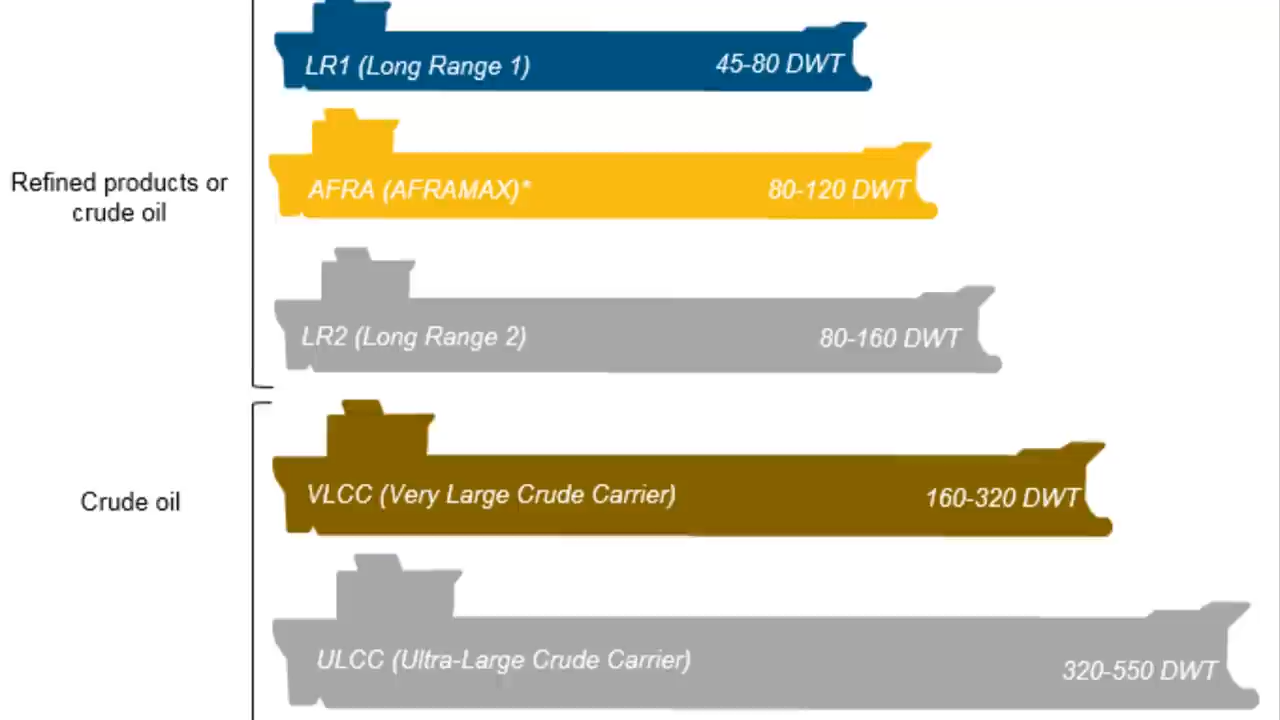 LR1 (Long Range 1) 45-80 DWT
AFRA (AFRAMAX)* 80-120 DWT
Refined products or
crude oil
LR2 (Long Range 2) 80-160 DWT
VLCC (Very Large Crude Carrier) 160-320 DWT
Crude oil
ULCC (Ultra-Large Crude Carrier) 320-550 DWT